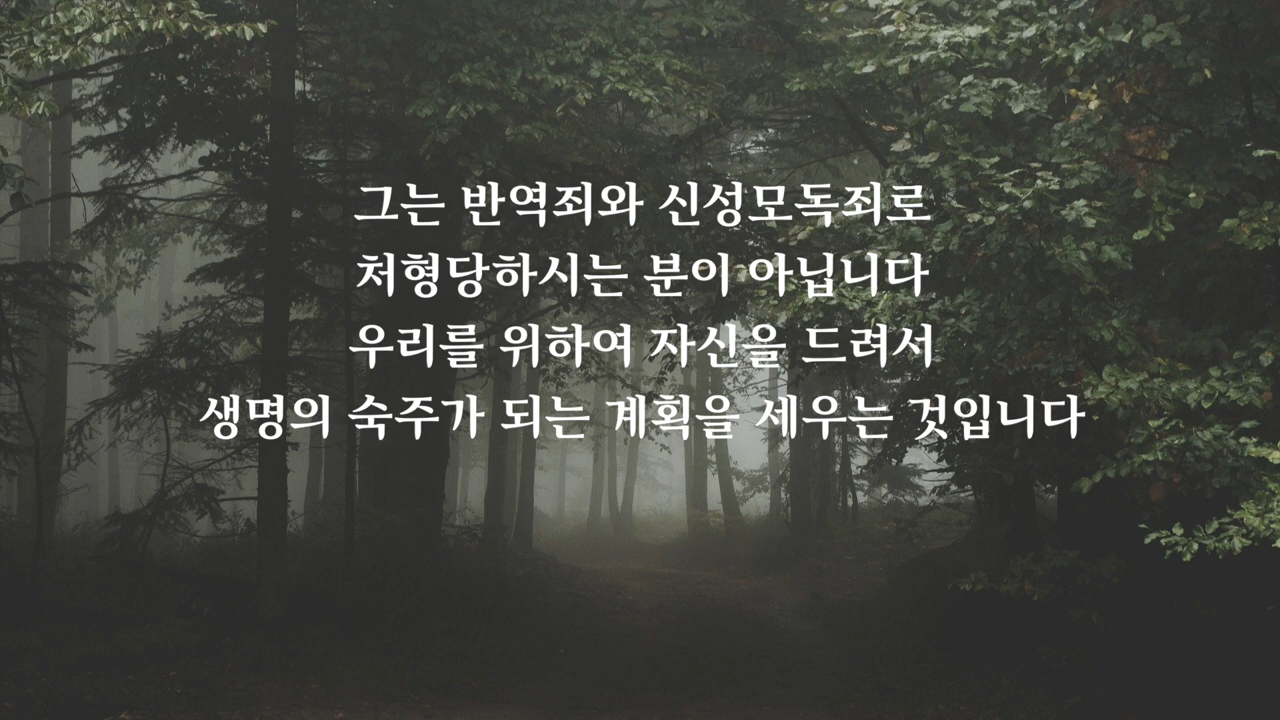 그는 반역죄와 신성모독죄로
처형당하시는 분이 아닙니다
우리를 위하여 자신을 드려서
생명의 숙주가 되는 계획을 세우는 것입니다